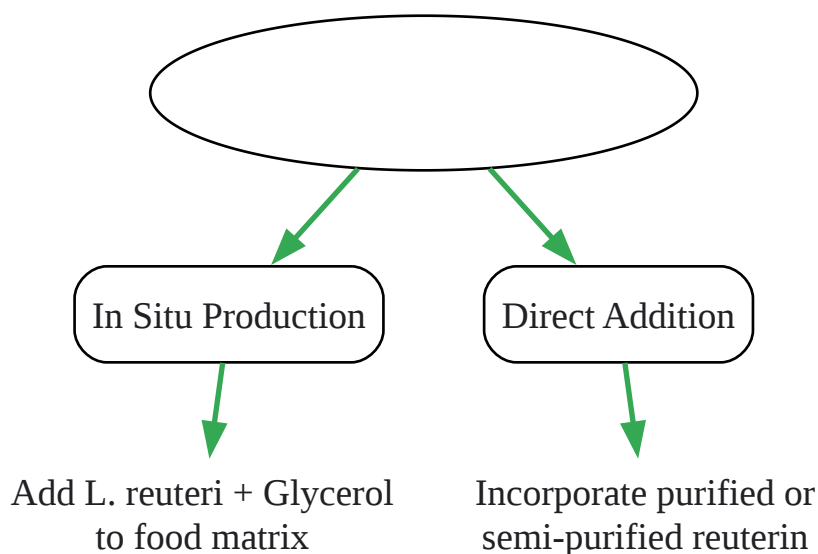 In Situ Production
Direct Addition
Add L. reuteri + Glycerol
to food matrix
Incorporate purified or
semi-purified reuterin